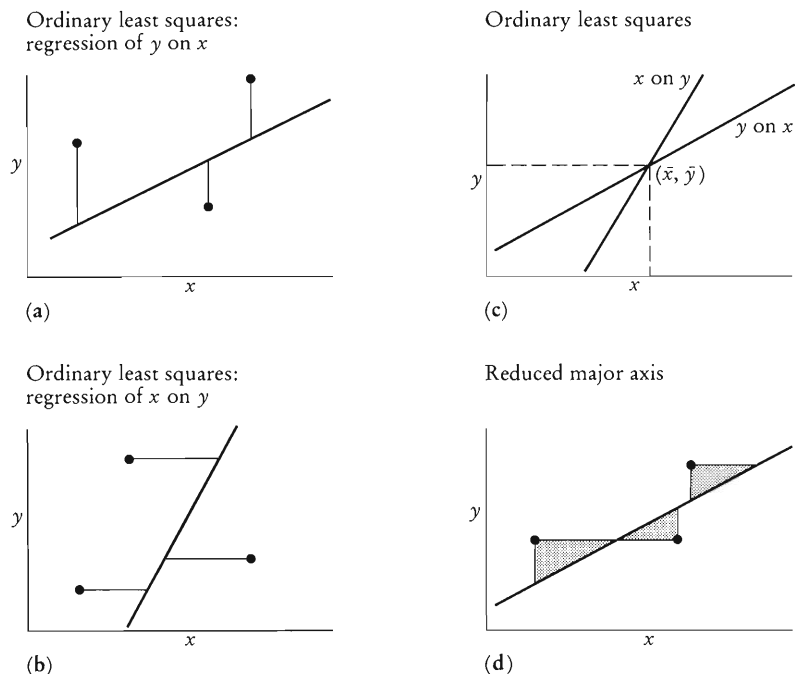 Ordinary least squares:
regression of y on x
y
x
(a)
Ordinary least squares
x on y
y on x
(x̄, ȳ)
y
x
(c)
Ordinary least squares:
regression of x on y
y
x
(b)
Reduced major axis
y
x
(d)